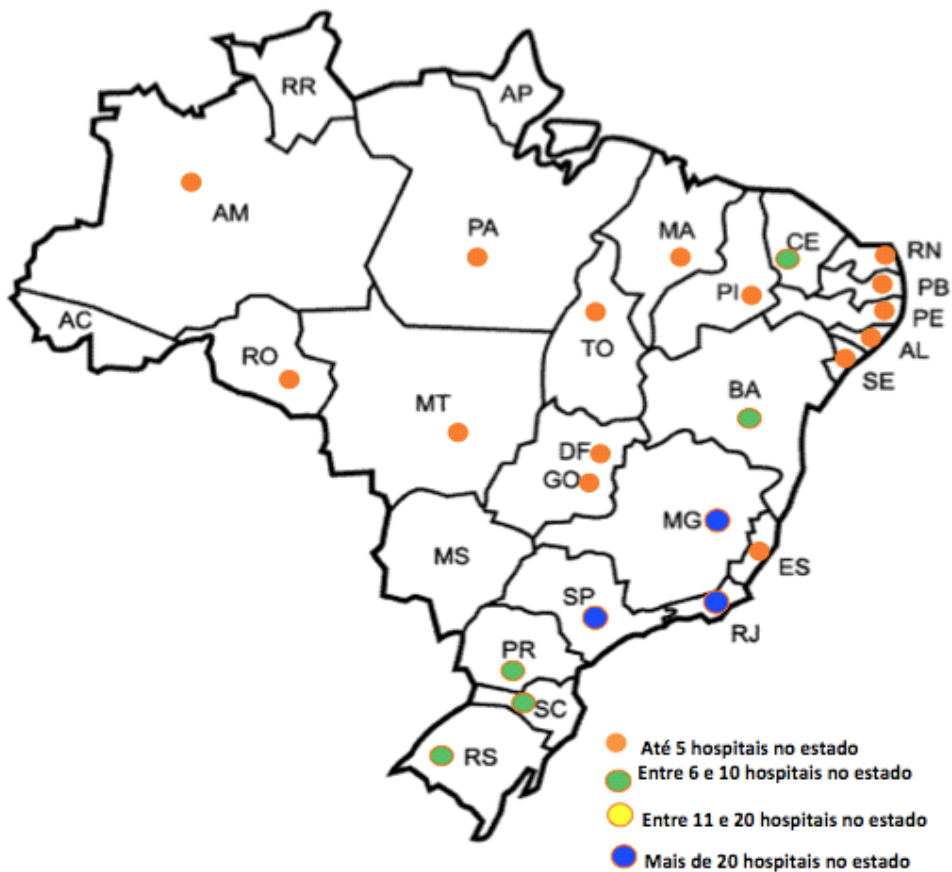 RR
AP
AM
PA
MA
CE
RN
PI
PB
PE
AC
TO
AL
RO
SE
BA
MT
DF
GO
MG
MS
ES
SP
RJ
PR
SC
RS
Até 5 hospitais no estado
Entre 6 e 10 hospitais no estado
Entre 11 e 20 hospitais no estado
Mais de 20 hospitais no estado